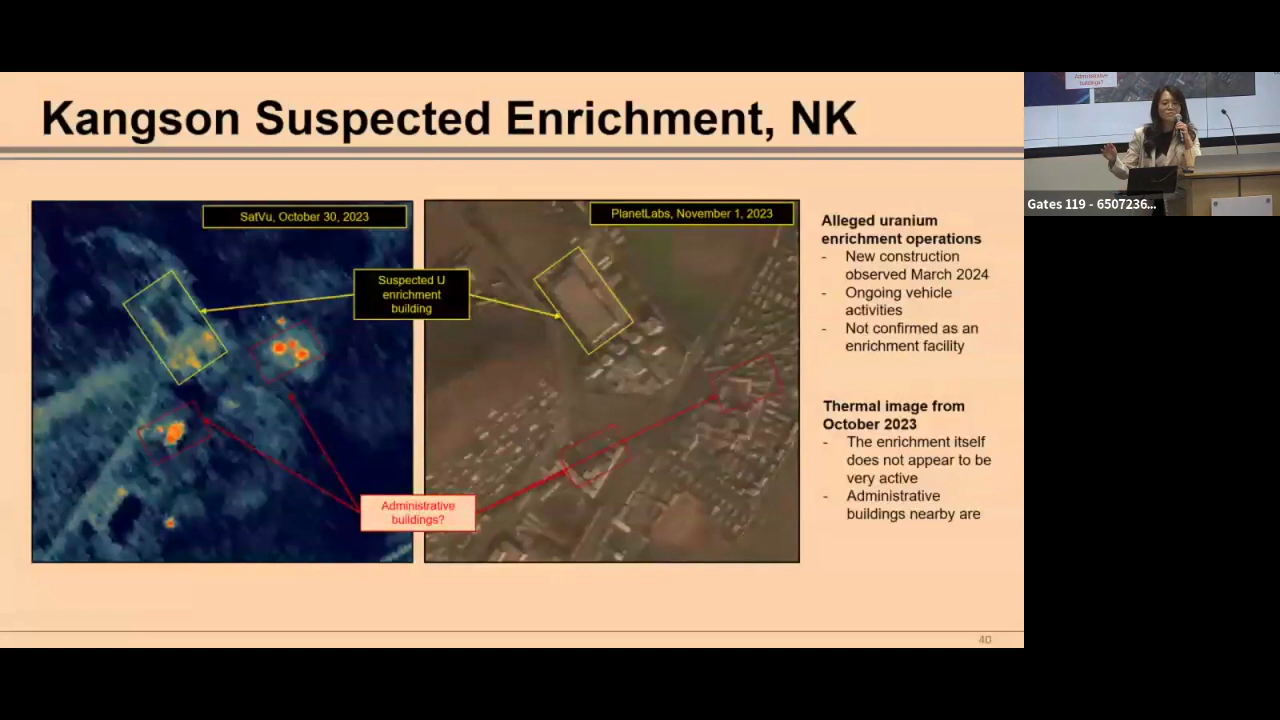 Kangson Suspected Enrichment, NK
SatVu, October 30, 2023
PlanetLabs, November 1, 2023
Suspected U
enrichment
building
Administrative
buildings?
Alleged uranium
enrichment operations
- New construction
observed March 2024
- Ongoing vehicle
activities
- Not confirmed as an
enrichment facility
Thermal image from
October 2023
- The enrichment itself
does not appear to be
very active
- Administrative
buildings nearby are
40
Administrative
buildings?
Gates 119 - 6507236...